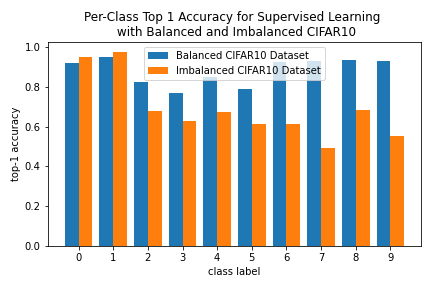 Per-Class Top 1 Accuracy for Supervised Learning
with Balanced and Imbalanced CIFAR10
Balanced CIFAR10 Dataset
Imbalanced CIFAR10 Dataset
top-1 accuracy
1.0
0.8
0.6
0.4
0.2
0.0
0 1 2 3 4 5 6 7 8 9
class label